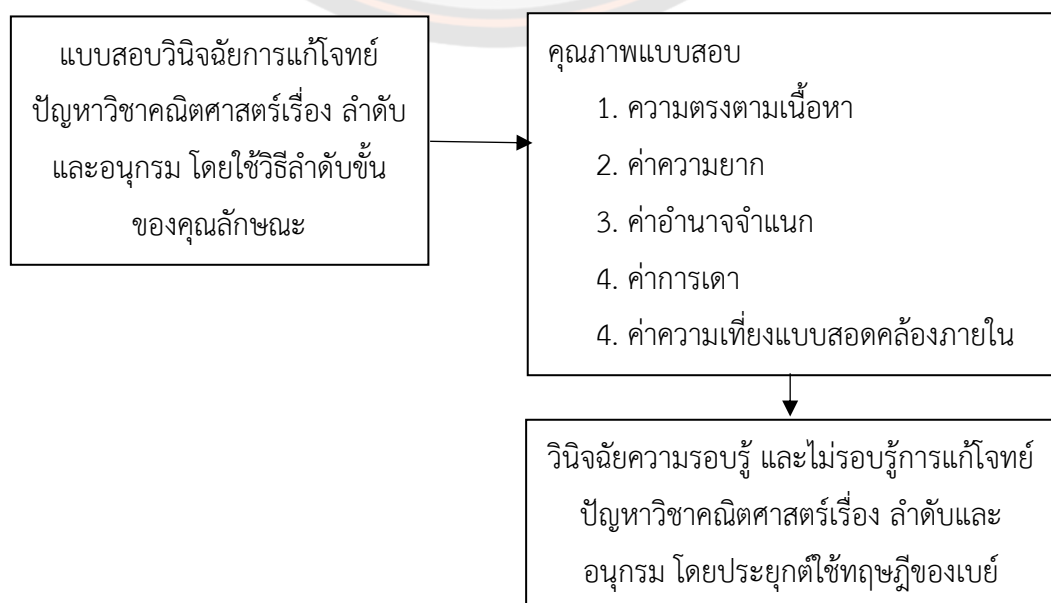 แบบสอบวินิจฉัยการแก้โจทย์
ปัญหาวิชาคณิตศาสตร์เรื่อง ลำดับ
และอนุกรม โดยใช้วิธีลำดับขั้น
ของคุณลักษณะ
คุณภาพแบบสอบ
1. ความตรงตามเนื้อหา
2. ค่าความยาก
3. ค่าอำนาจจำแนก
4. ค่าการเดา
4. ค่าความเที่ยงแบบสอดคล้องภายใน
วินิจฉัยความรอบรู้ และไม่รอบรู้การแก้โจทย์
ปัญหาวิชาคณิตศาสตร์เรื่อง ลำดับและ
อนุกรม โดยประยุกต์ใช้ทฤษฎีของเบย์